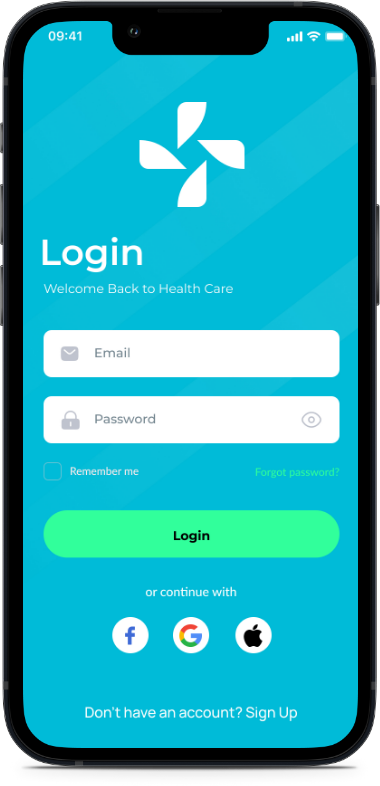 09:41
Login
Welcome Back to Health Care
Email
Password
Remember me
Forgot password?
Login
or continue with
Don't have an account? Sign Up